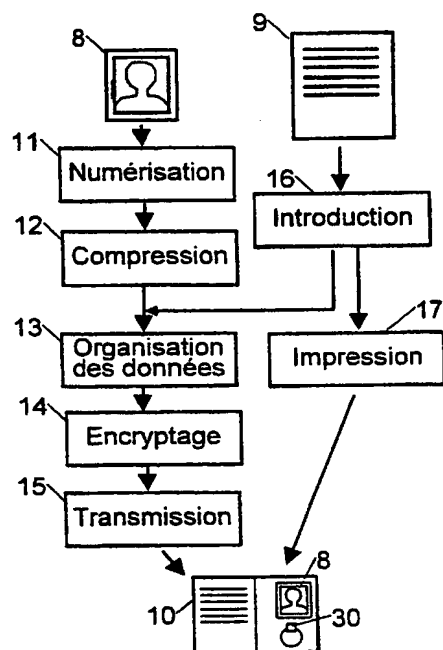 8
9
11
Numérisation
16
Introduction
12
Compression
13
Organisation
des données
17
Impression
14
Encryptage
15
Transmission
8
10
30